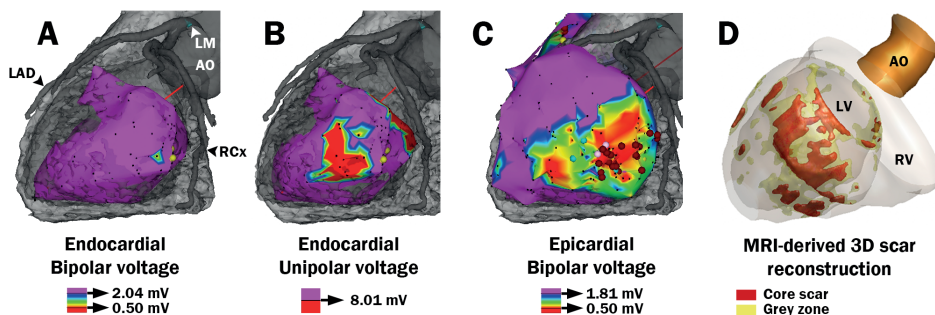 A
B
C
D
LM
AO
LAD
RCx
AO
LV
RV
Endocardial
Bipolar voltage
2.04 mV
0.50 mV
Endocardial
Unipolar voltage
8.01 mV
Epicardial
Bipolar voltage
1.81 mV
0.50 mV
MRI-derived 3D scar
reconstruction
Core scar
Grey zone